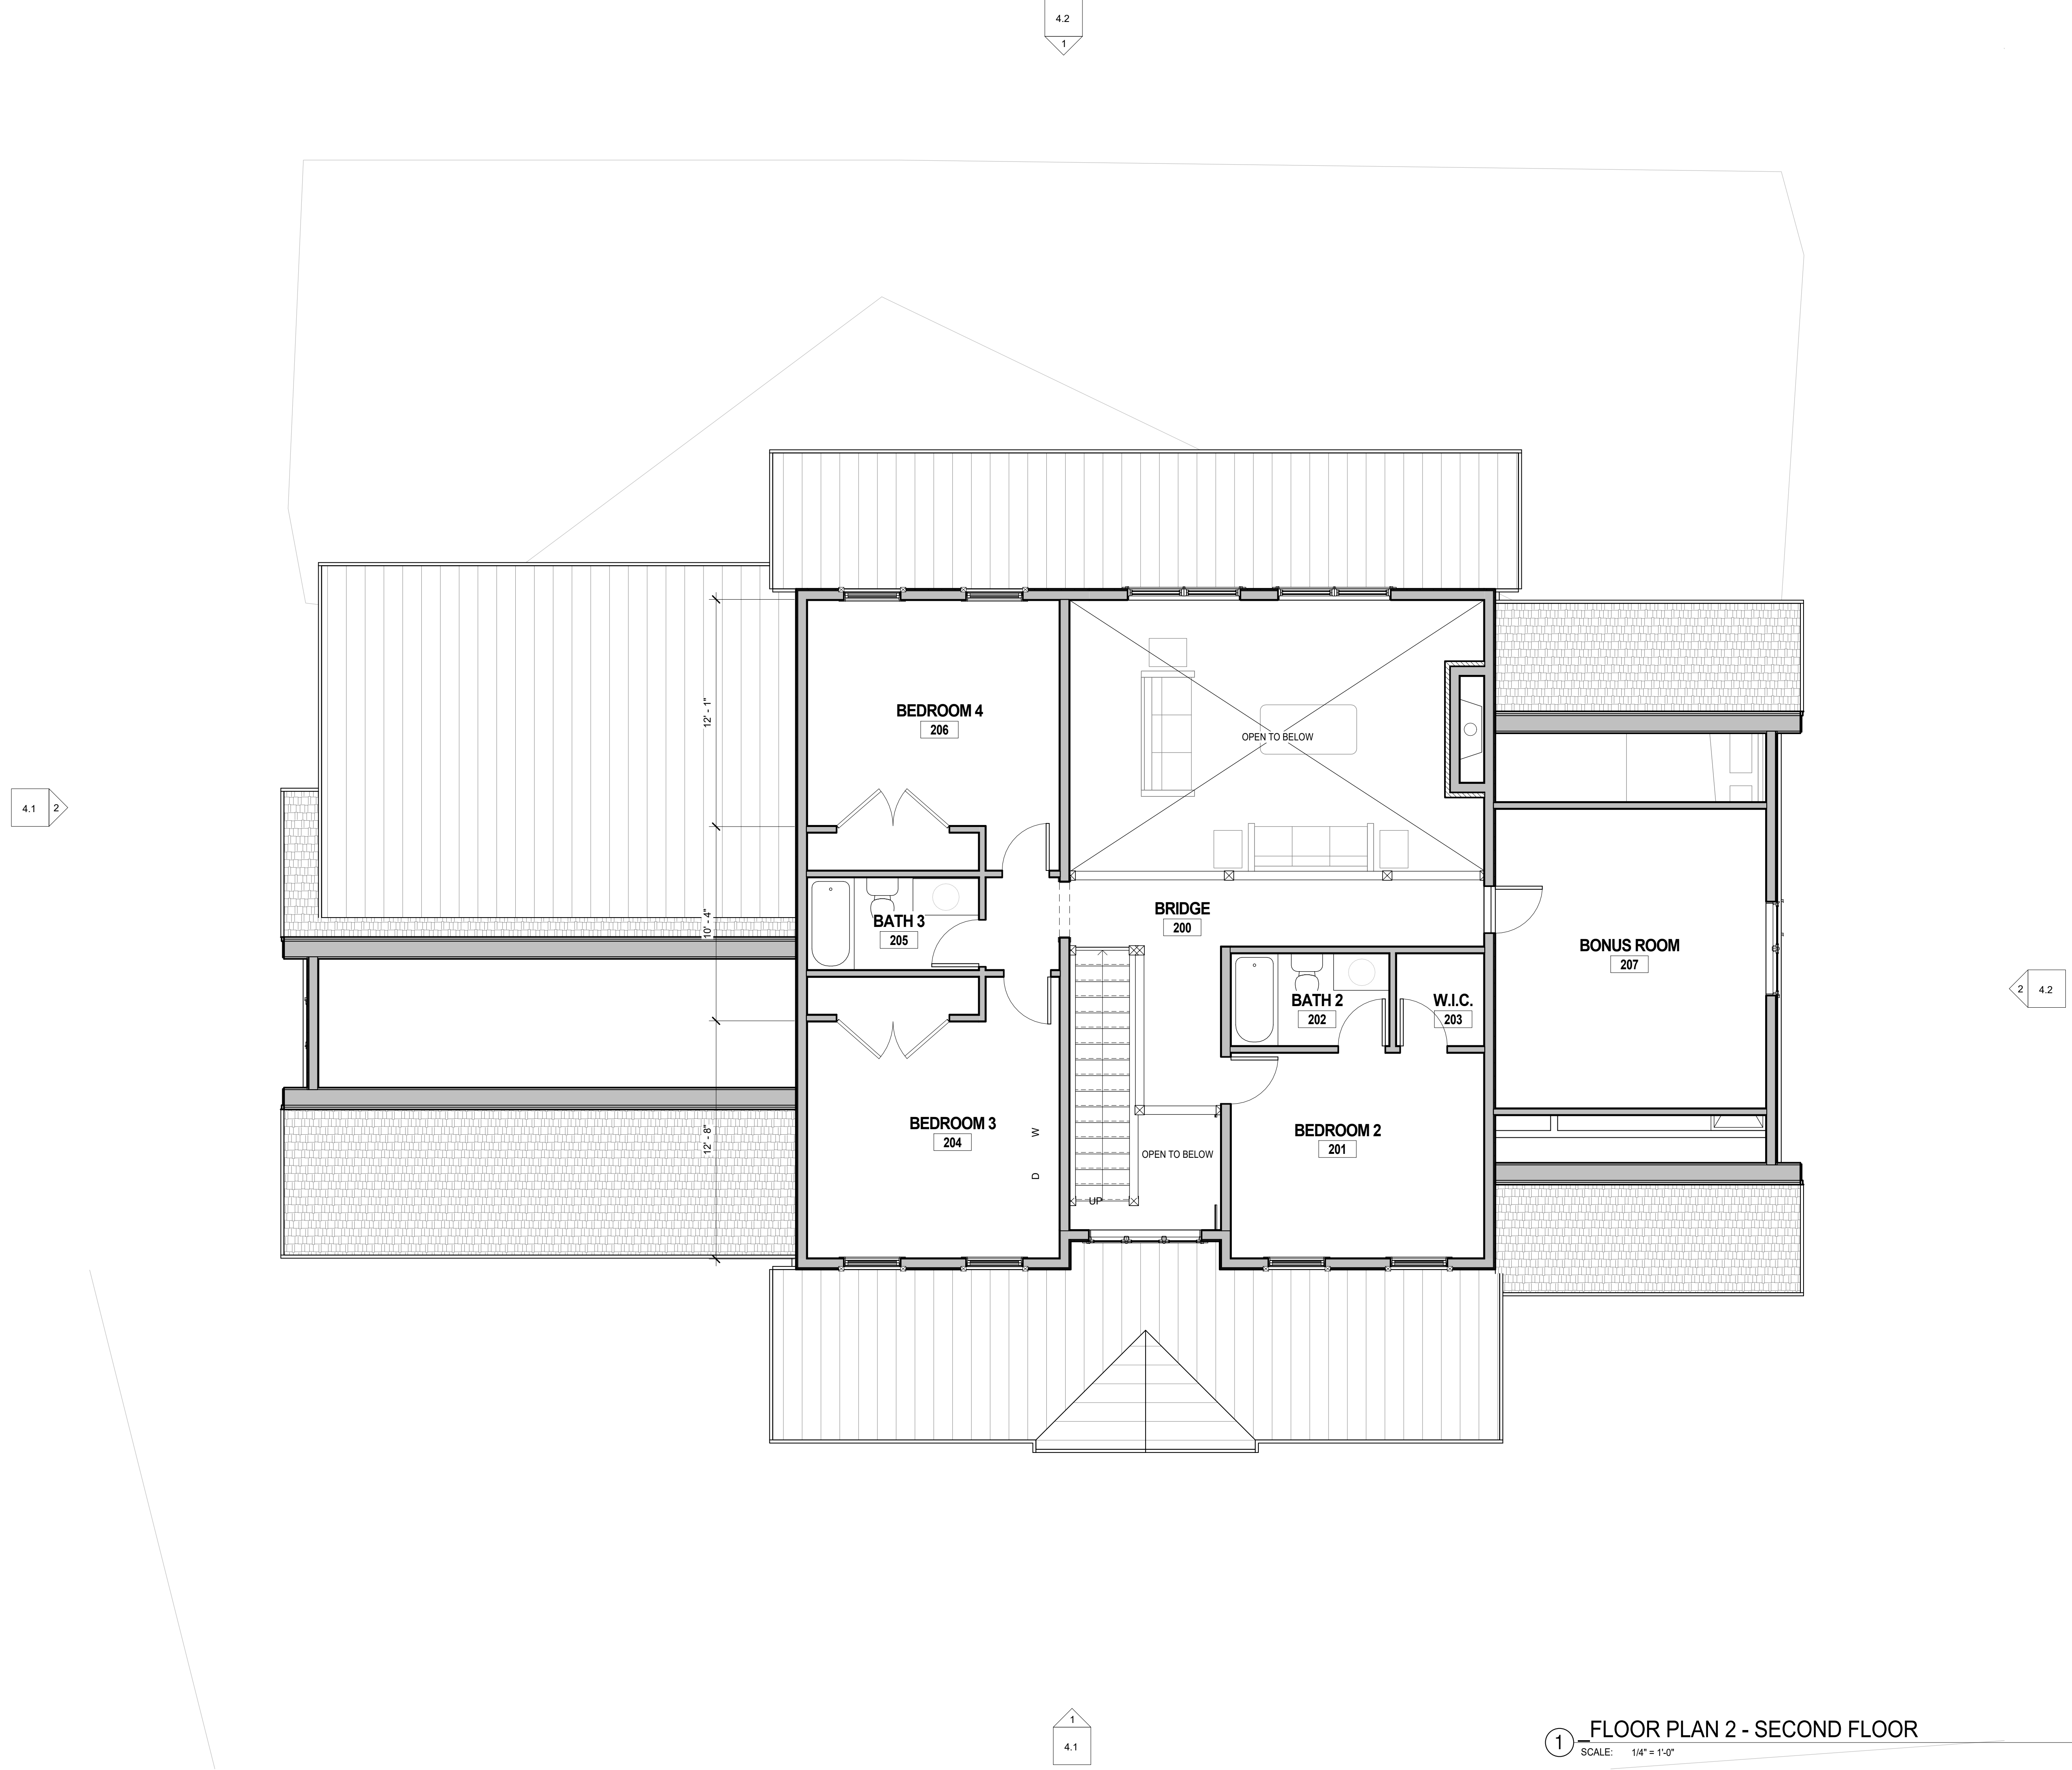 4.2
1
12' - 1"
BEDROOM 4
206
OPEN TO BELOW
4.1
2
10' - 4"
BATH 3
205
BRIDGE
200
BONUS ROOM
207
BATH 2
202
W.I.C.
203
2
4.2
12' - 8"
BEDROOM 3
204
W
D
BEDROOM 2
201
OPEN TO BELOW
UP
1
4.1
1
_FLOOR PLAN 2 - SECOND FLOOR
SCALE: 1/4" = 1'-0"